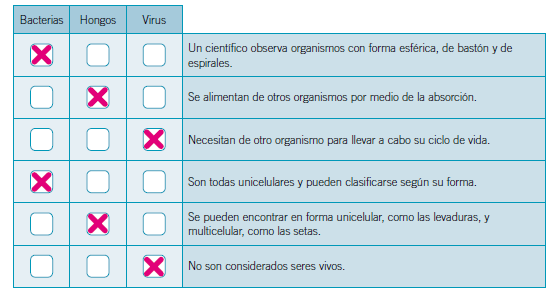 Bacterias Hongos Virus
Un científico observa organismos con forma esférica, de bastón y de
espirales.
Se alimentan de otros organismos por medio de la absorción.
Necesitan de otro organismo para llevar a cabo su ciclo de vida.
Son todas unicelulares y pueden clasificarse según su forma.
Se pueden encontrar en forma unicelular, como las levaduras, y
multicelular, como las setas.
No son considerados seres vivos.